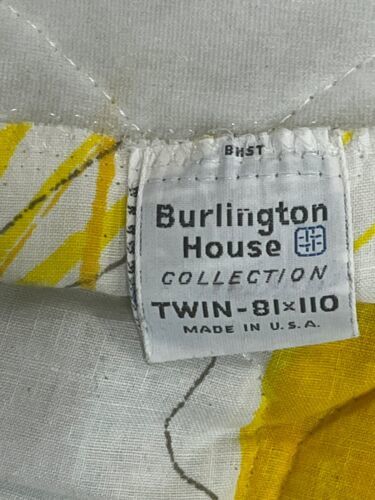 BHST
Burlington
House
COLLECTION
TWIN-81x110
MADE IN U.S.A.